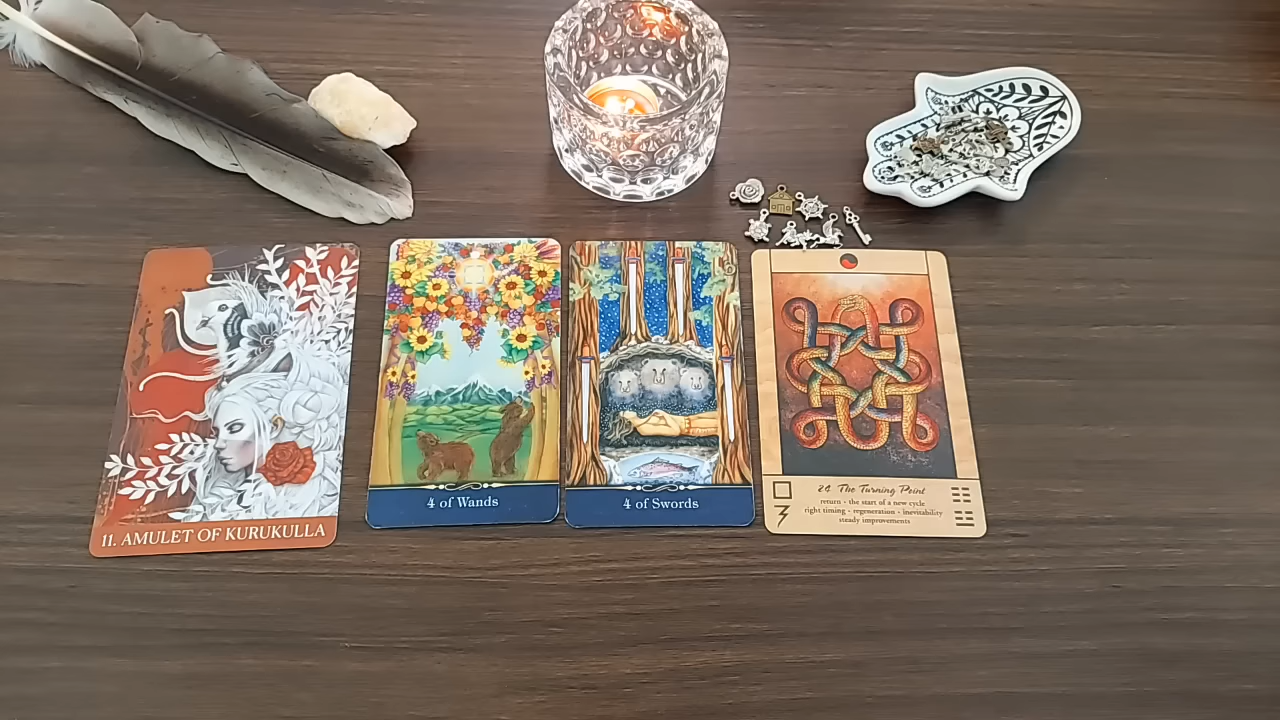 11. AMULET OF KURUKULLA
4 of Wands
4 of Swords
24 The Turning Point
return • the start of a new cycle
right timing • regeneration • inevitability
steady improvements